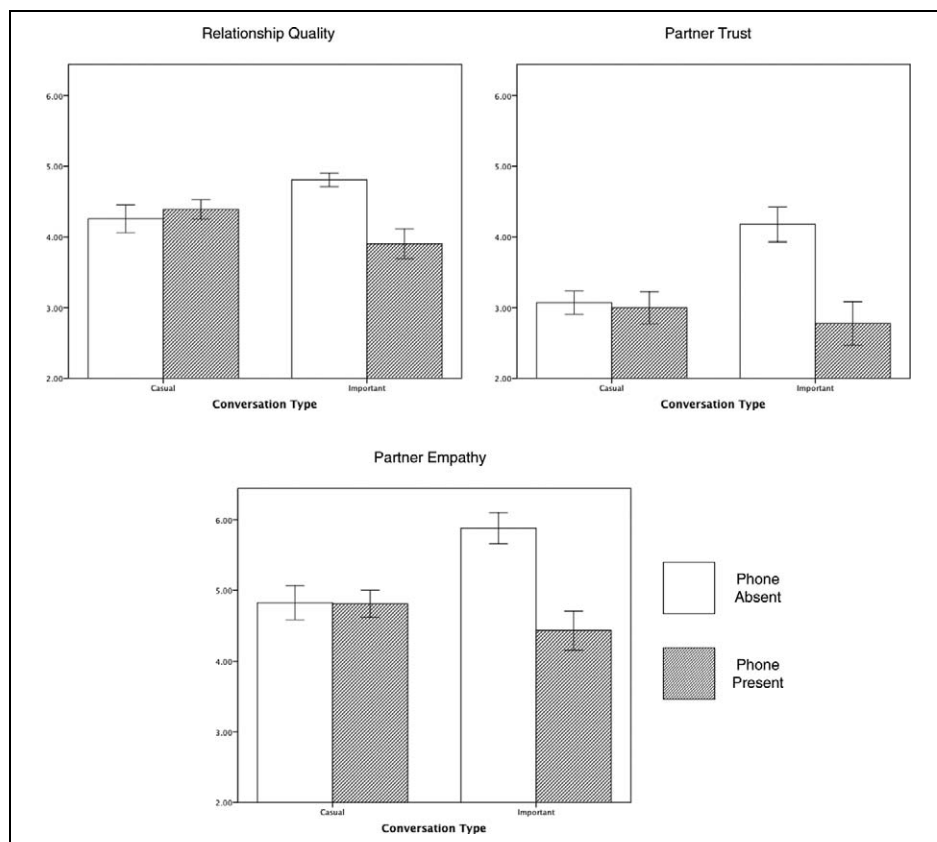 Relationship Quality
6.00
5.00
4.00
3.00
2.00
Casual
Important
Conversation Type
Partner Trust
6.00
5.00
4.00
3.00
2.00
Casual
Important
Conversation Type
Partner Empathy
6.00
5.00
4.00
3.00
2.00
Casual
Important
Conversation Type
Phone
Absent
Phone
Present